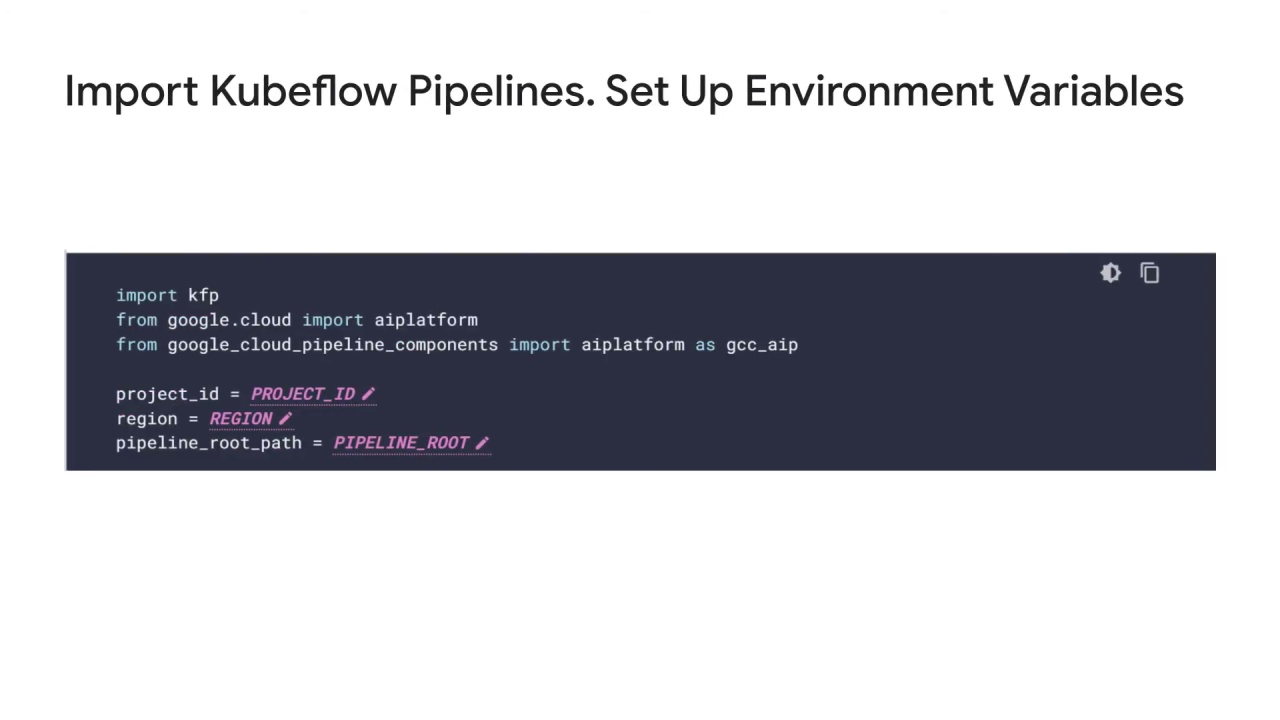 Import Kubeflow Pipelines. Set Up Environment Variables
import kfp
from google.cloud import aiplatform
from google_cloud_pipeline_components import aiplatform as gcc_aip
project_id = PROJECT_ID
region = REGION
pipeline_root_path = PIPELINE_ROOT